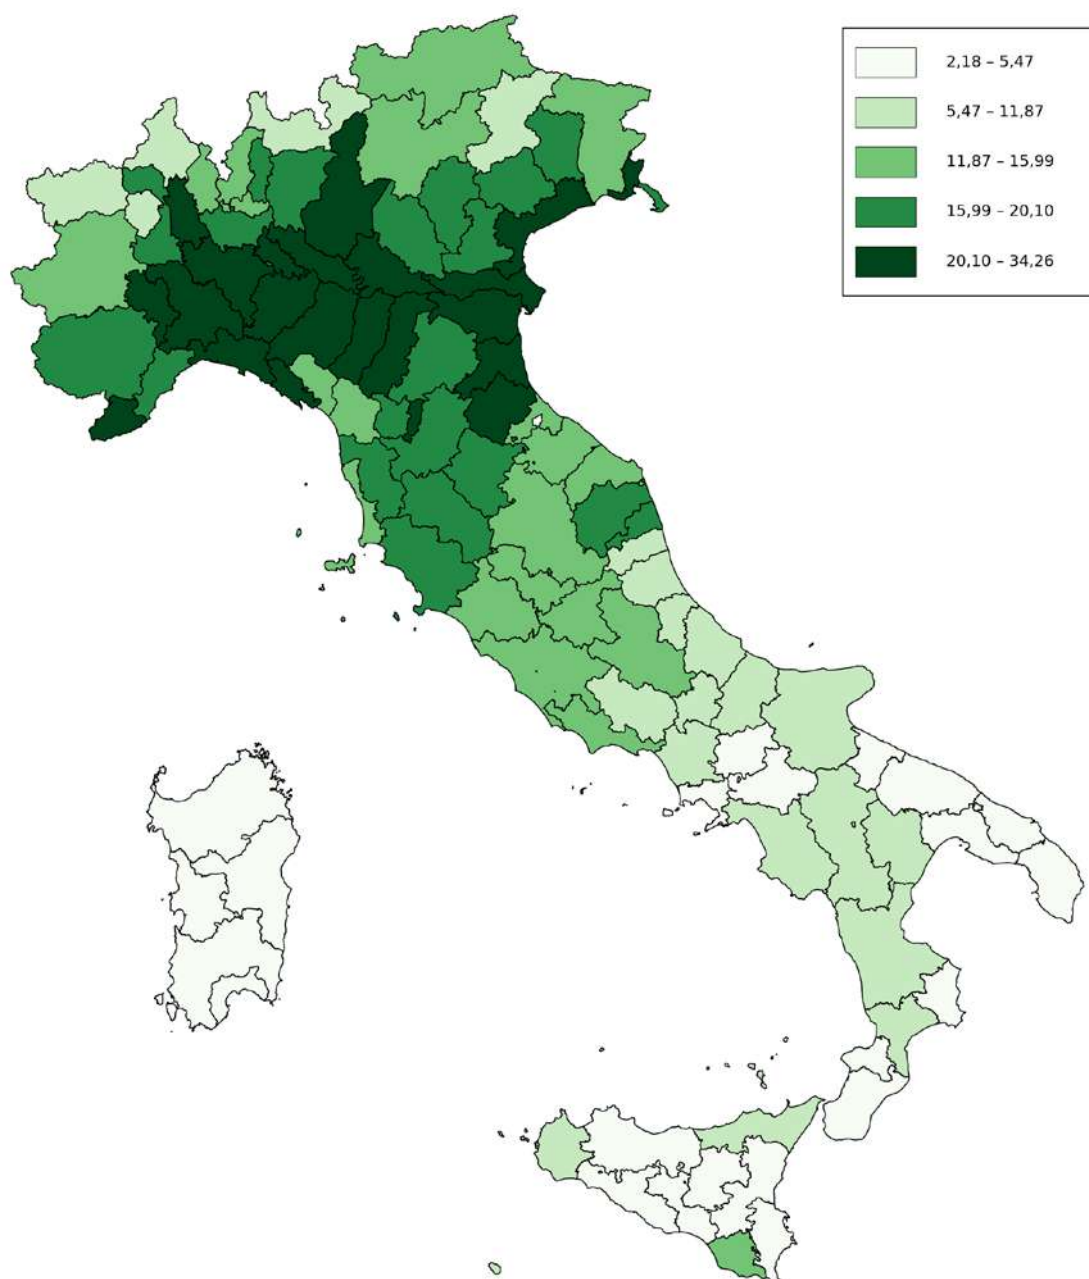 2,18 – 5,47
5,47 – 11,87
11,87 – 15,99
15,99 – 20,10
20,10 – 34,26